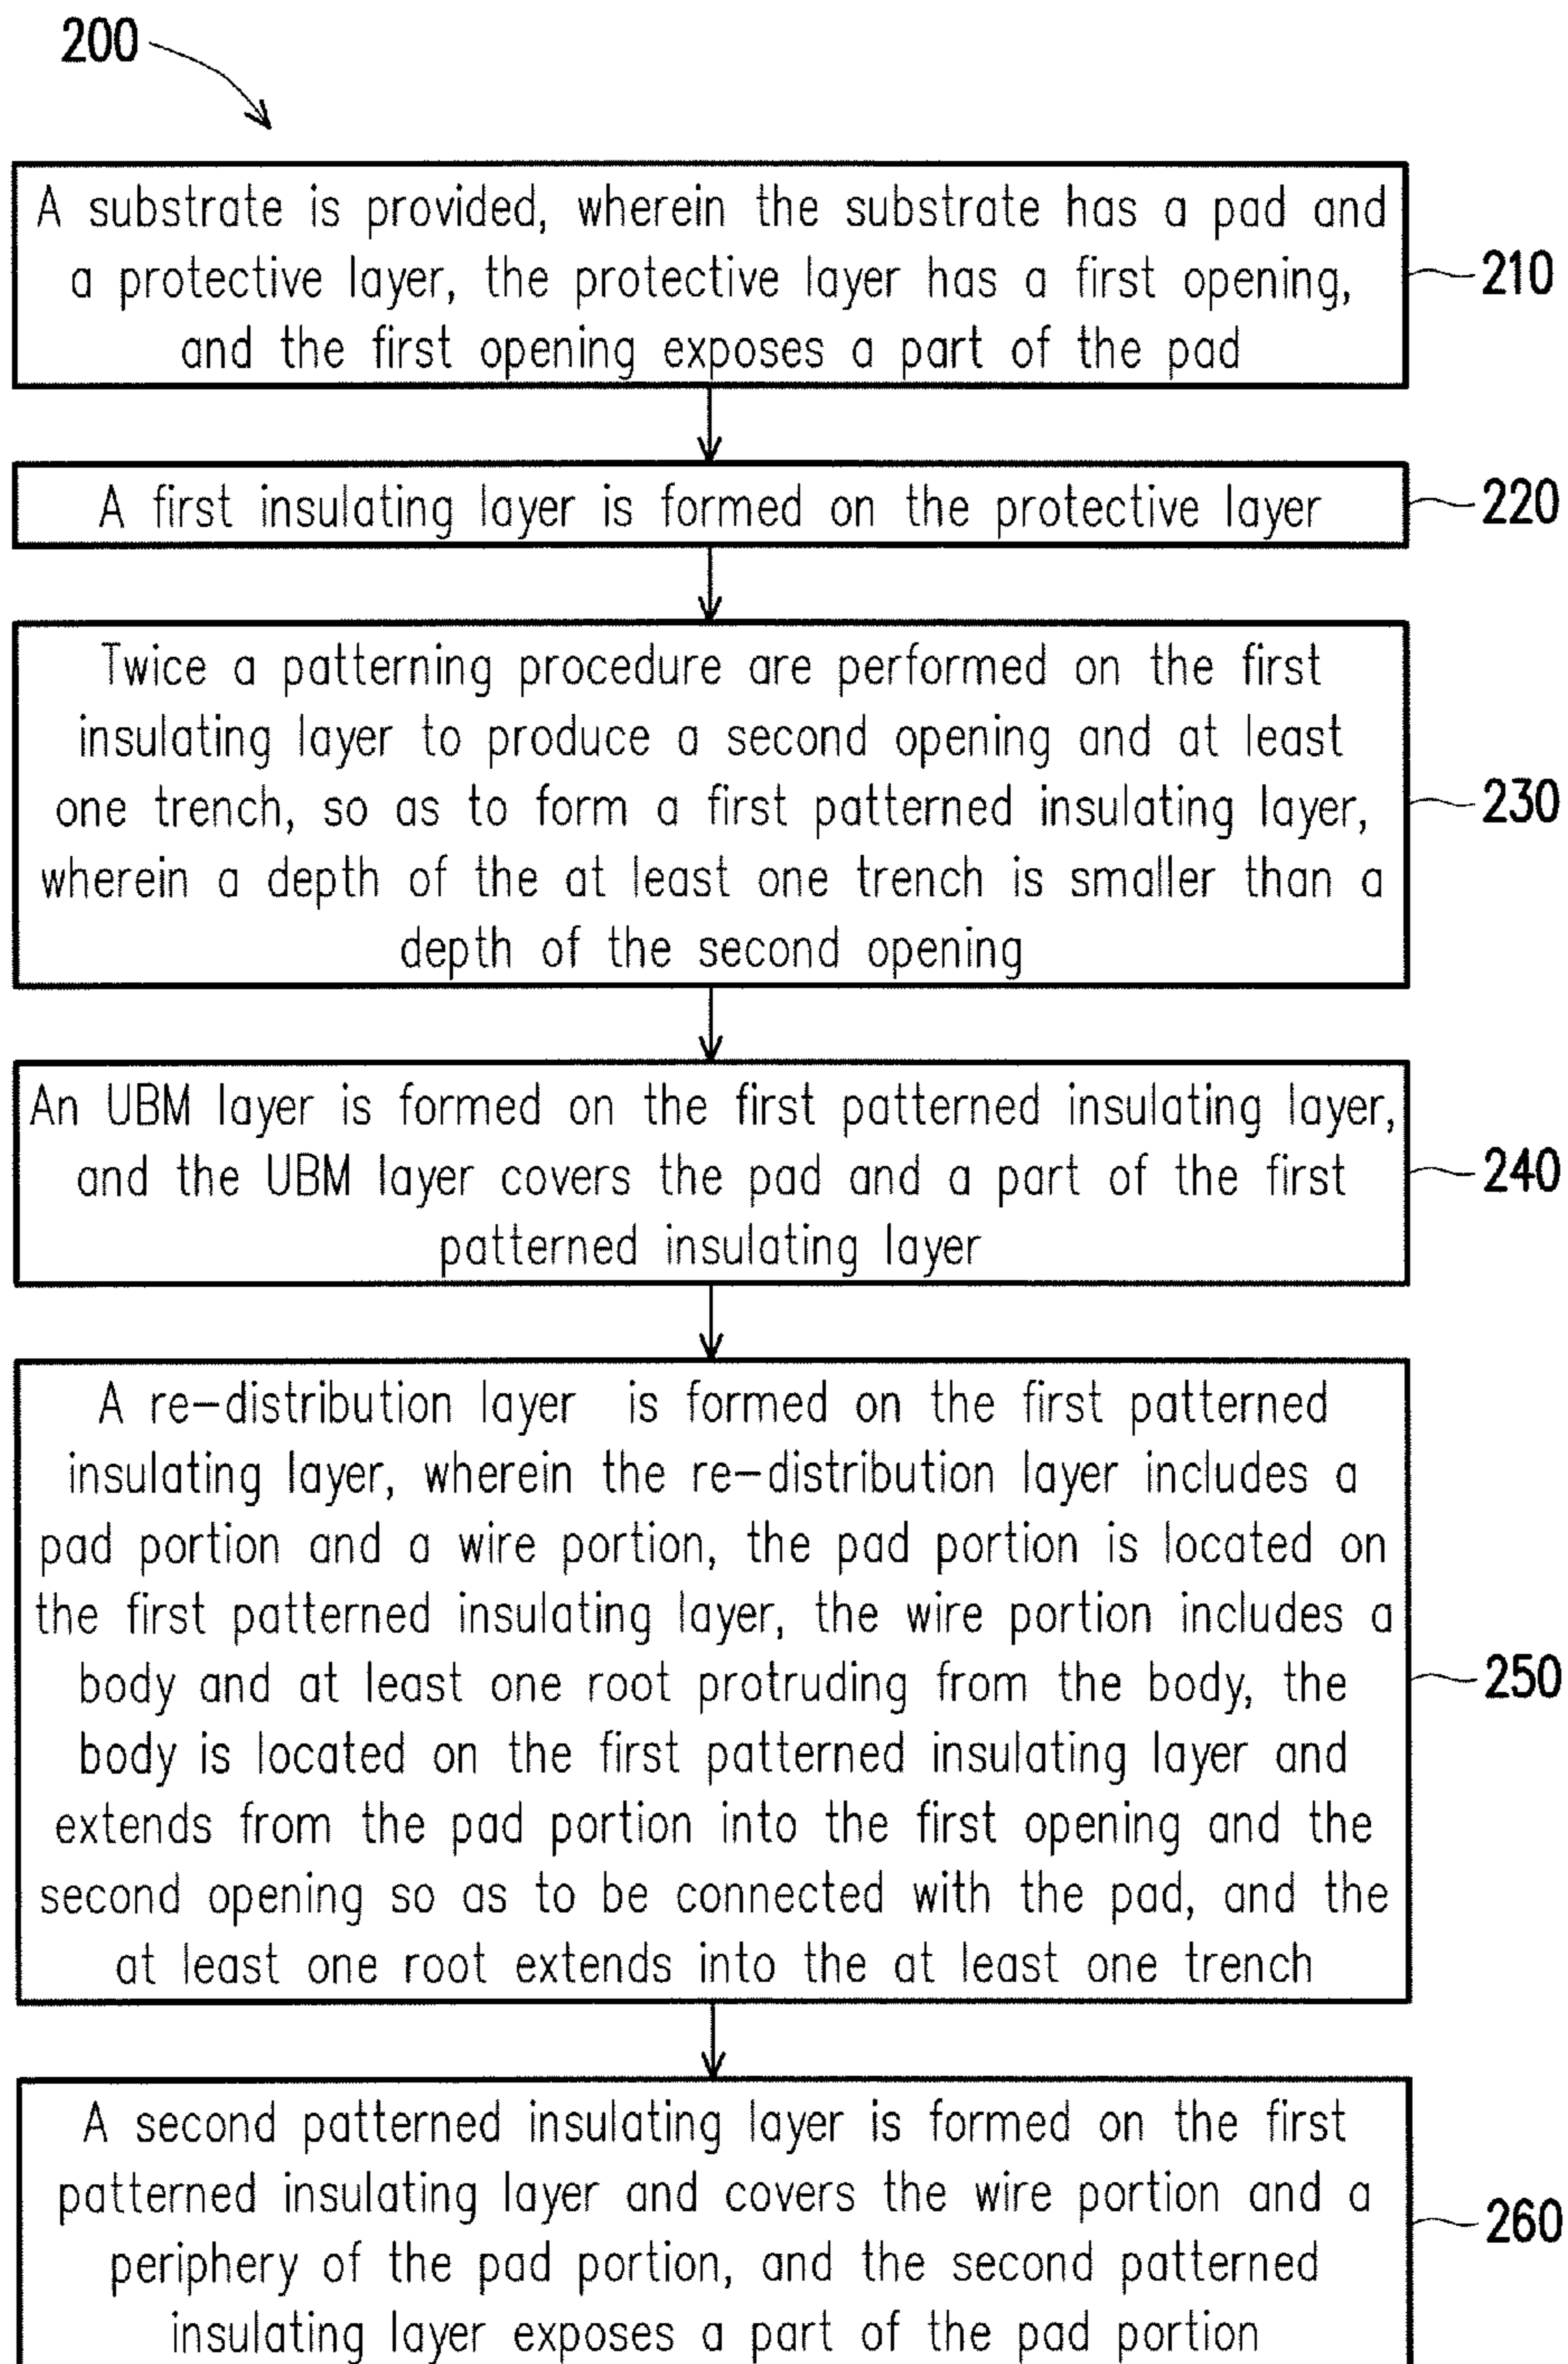 200
A substrate is provided, wherein the substrate has a pad and
a protective layer, the protective layer has a first opening,
and the first opening exposes a part of the pad
210
A first insulating layer is formed on the protective layer
220
Twice a patterning procedure are performed on the first
insulating layer to produce a second opening and at least
one trench, so as to form a first patterned insulating layer,
wherein a depth of the at least one trench is smaller than a
depth of the second opening
230
An UBM layer is formed on the first patterned insulating layer,
and the UBM layer covers the pad and a part of the first
patterned insulating layer
240
A re-distribution layer is formed on the first patterned
insulating layer, wherein the re-distribution layer includes a
pad portion and a wire portion, the pad portion is located on
the first patterned insulating layer, the wire portion includes a
body and at least one root protruding from the body, the
body is located on the first patterned insulating layer and
extends from the pad portion into the first opening and the
second opening so as to be connected with the pad, and the
at least one root extends into the at least one trench
250
A second patterned insulating layer is formed on the first
patterned insulating layer and covers the wire portion and a
periphery of the pad portion, and the second patterned
insulating layer exposes a part of the pad portion
260